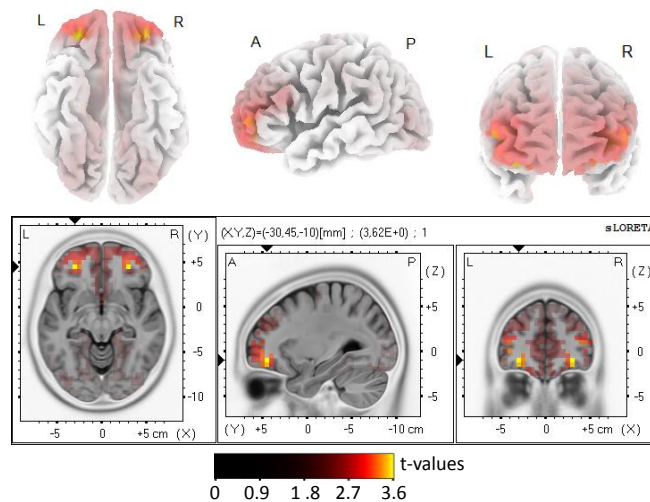 L R
A P
L R
L R (Y) (X,Y,Z)=(-30,45,-10)[mm] ; (3,62E+0) ; 1 sLORETA
A P (Z)
L R (Z)
+5
0
-5
-10
-5 0 +5 cm (X)
+5
0
-5
(Y) +5 0 -5 -10 cm
+5
0
-5
-5 0 +5 cm (X)
t-values
0 0.9 1.8 2.7 3.6